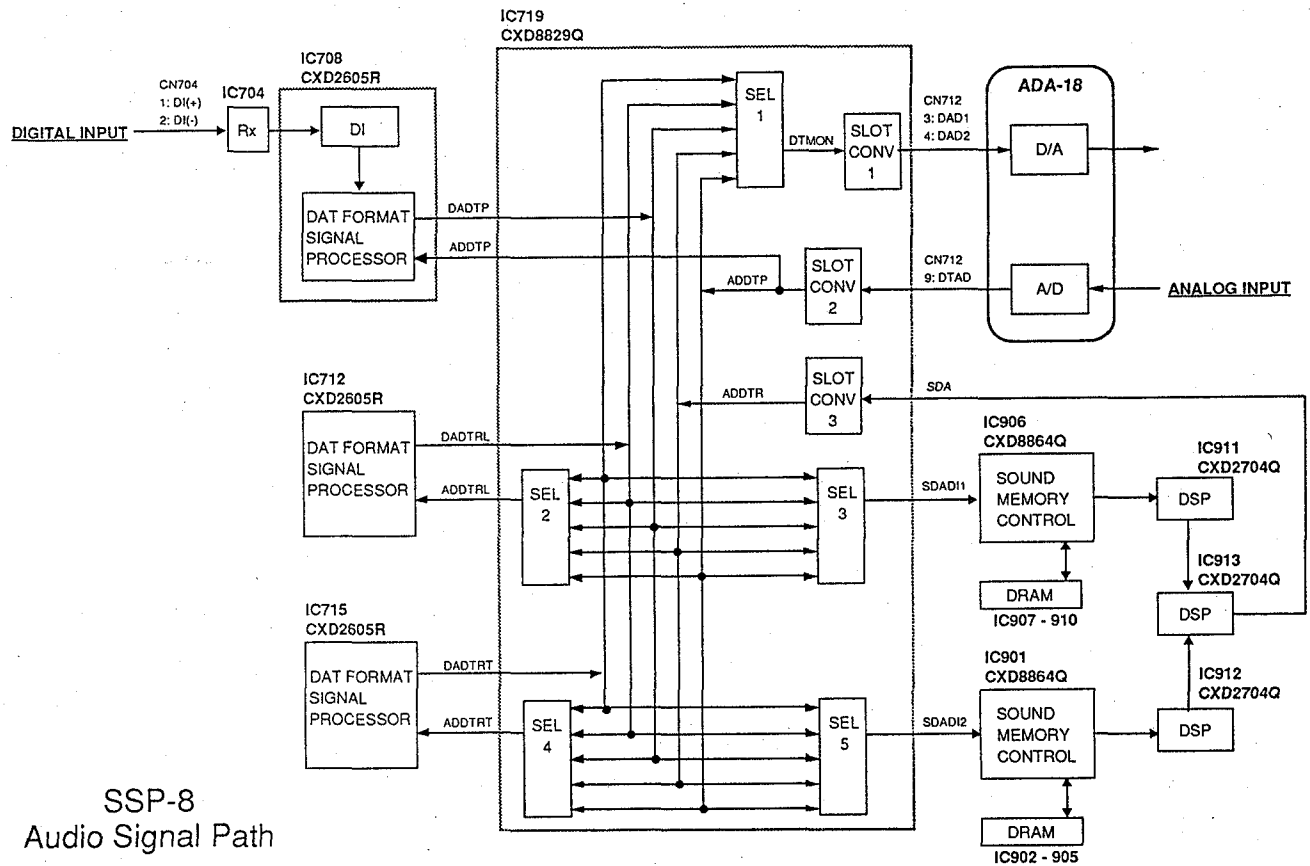 IC719
CXD8829Q
IC708
CXD2605R
CN704
1: DI(+)
2: DI(-)
IC704
DIGITAL INPUT
Rx
DI
DAT FORMAT
SIGNAL
PROCESSOR
DADTP
ADDTP
SEL
1
DTMON
SLOT
CONV
1
CN712
3: DAD1
4: DAD2
ADA-18
D/A
ADDTP
SLOT
CONV
2
CN712
9: DTAD
A/D
ANALOG INPUT
ADDTR
SLOT
CONV
3
SDA
IC712
CXD2605R
DAT FORMAT
SIGNAL
PROCESSOR
DADTRL
ADDTRL
SEL
2
SEL
3
SDADI1
IC906
CXD8864Q
SOUND
MEMORY
CONTROL
DRAM
IC907 - 910
IC911
CXD2704Q
DSP
IC913
CXD2704Q
DSP
IC912
CXD2704Q
DSP
IC715
CXD2605R
DAT FORMAT
SIGNAL
PROCESSOR
DADTRT
ADDTRT
SEL
4
SEL
5
SDADI2
IC901
CXD8864Q
SOUND
MEMORY
CONTROL
DRAM
IC902 - 905
SSP-8
Audio Signal Path